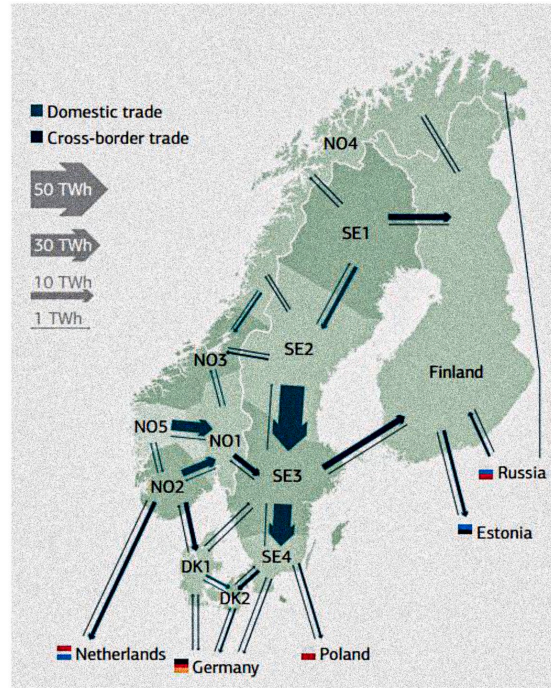 Domestic trade
Cross-border trade
50 TWh
30 TWh
10 TWh
1 TWh
NO4
SE1
SE2
NO3
Finland
NO5
NO1
SE3
NO2
Russia
Estonia
SE4
DK1
DK2
Netherlands
Germany
Poland